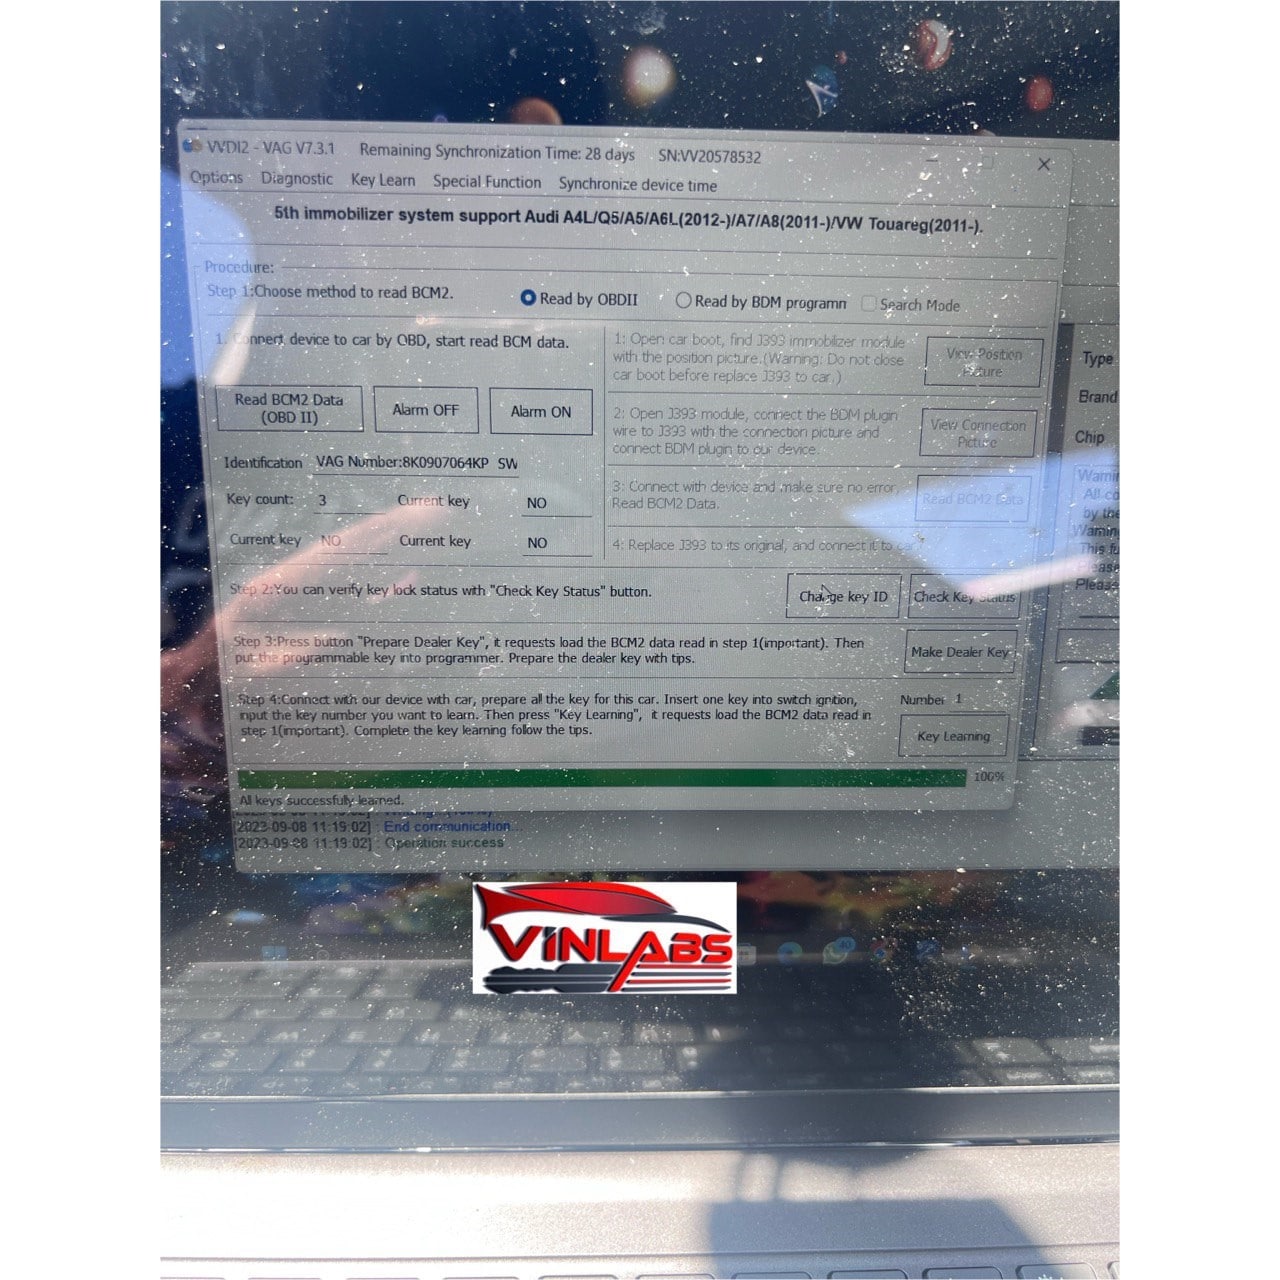 VVDI2 - VAG V7.3.1 Remaining Synchronization Time: 28 days SN:VV20578532
Options Diagnostic Key Learn Special Function Synchronize device time
5th immobilizer system support Audi A4L/Q5/A5/A6L(2012-)/A7/A8(2011-)/VW Touareg(2011-).
Procedure:
Step 1:Choose method to read BCM2.
Read by OBDII
Read by BDM programn
Search Mode
1. Connect device to car by OBD, start read BCM data.
Read BCM2 Data
(OBD II)
Alarm OFF
Alarm ON
Identification VAG Number:8K0907064KP SW
Key count: 3 Current key NO
Current key NO Current key NO
1: Open car boot, find J393 immobilizer module
with the position picture.(Warning: Do not close
car boot before replace J393 to car.)
View Position
Picture
2: Open J393 module, connect the BDM plugin
wire to J393 with the connection picture and
connect BDM plugin to our device.
View Connection
Picture
3: Connect with device and make sure no error,
Read BCM2 Data.
Read BCM2 Data
4: Replace J393 to its original, and connect it to
Step 2:You can verify key lock status with "Check Key Status" button.
Change key ID
Check Key Status
Step 3:Press button "Prepare Dealer Key", it requests load the BCM2 data read in step 1(important). Then
put the programmable key into programmer. Prepare the dealer key with tips.
Make Dealer Key
Step 4:Connect with our device with car, prepare all the key for this car. Insert one key into switch ignition,
input the key number you want to learn. Then press "Key Learning", it requests load the BCM2 data read in
step 1(important). Complete the key learning follow the tips.
Number 1
Key Learning
100%
All keys successfully learned.
[2023-09-08 11:19:02] : End communication...
[2023-09-08 11:19:02] : Operation success
Type
Brand
Chip
All
by the
This
Please
VINLABS